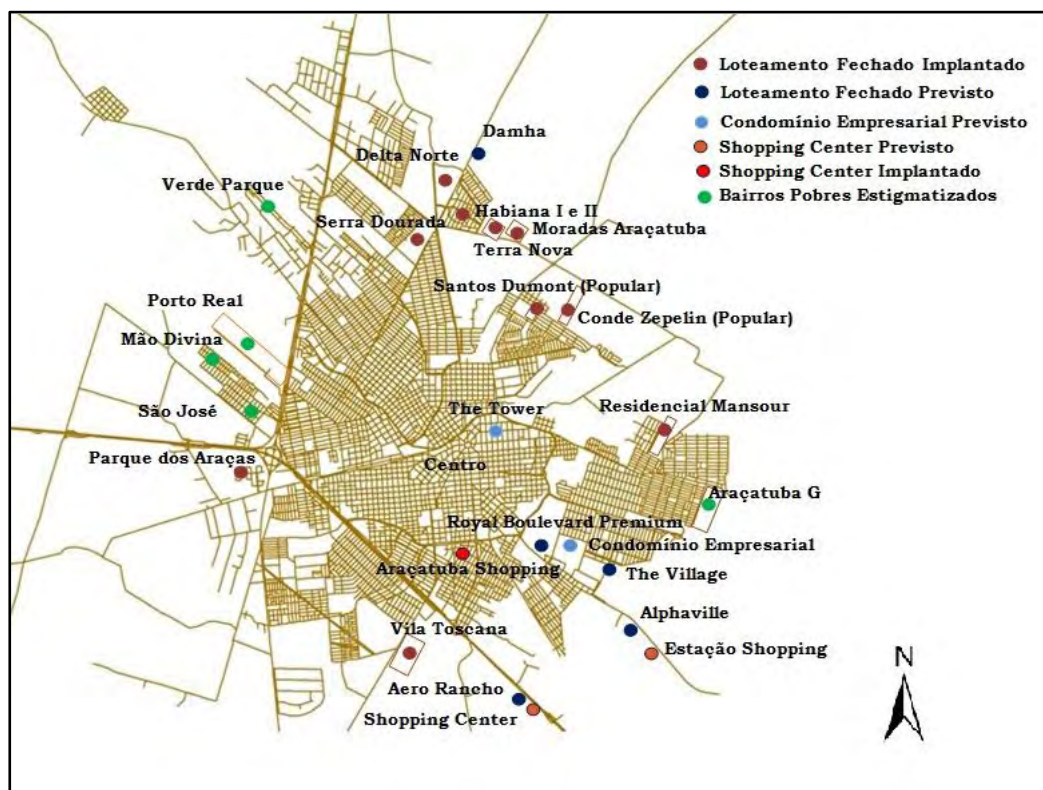 Loteamento Fechado Implantado
Loteamento Fechado Previsto
Condomínio Empresarial Previsto
Shopping Center Previsto
Shopping Center Implantado
Bairros Pobres Estigmatizados
Damha
Delta Norte
Verde Parque
Habiana I e II
Serra Dourada
Moradas Araçatuba
Terra Nova
Santos Dumont (Popular)
Porto Real
Conde Zepelin (Popular)
Mão Divina
São José
The Tower
Residencial Mansour
Parque dos Araças
Centro
Araçatuba G
Royal Boulevard Premium
Condomínio Empresarial
Araçatuba Shopping
The Village
Alphaville
Vila Toscana
Estação Shopping
Aero Rancho
Shopping Center
N